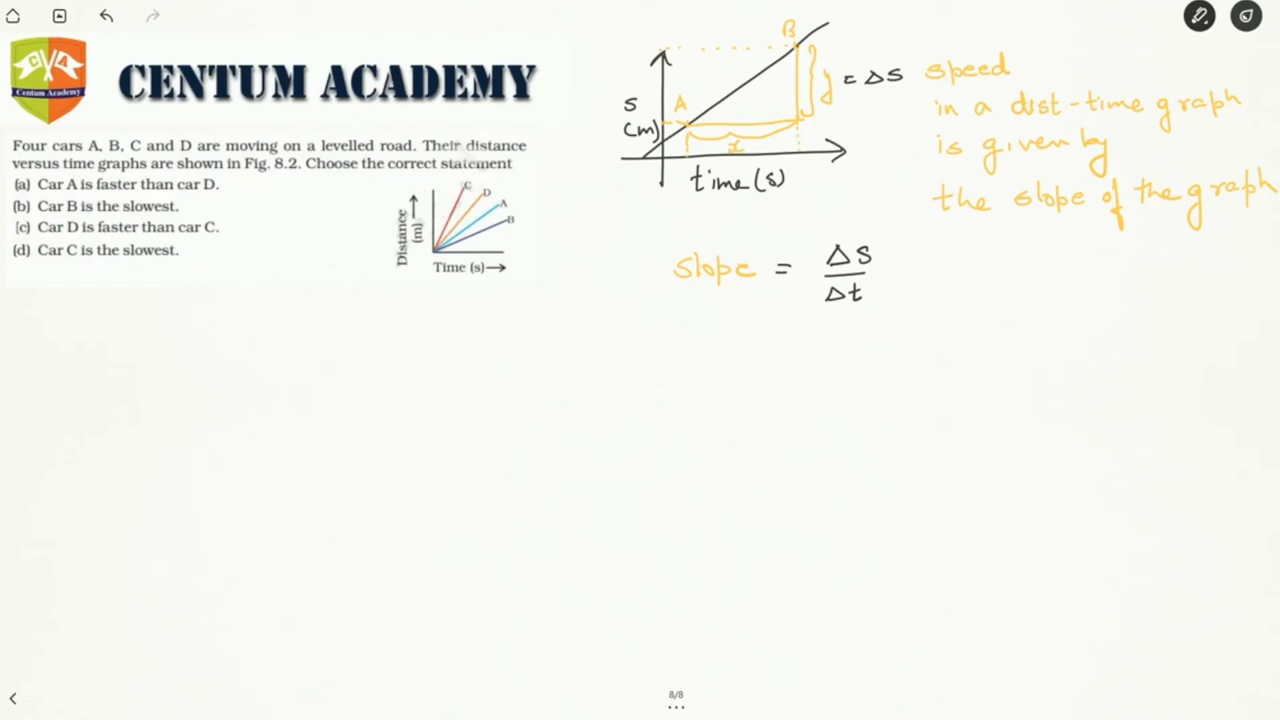 CENTUM ACADEMY
Centum Academy
Four cars A, B, C and D are moving on a levelled road. Their distance
versus time graphs are shown in Fig. 8.2. Choose the correct statement
(a) Car A is faster than car D.
(b) Car B is the slowest.
(c) Car D is faster than car C.
(d) Car C is the slowest.
Distance
(m)
C
D
A
B
Time (s)
S
(m)
A
B
x
y = Δs
time (s)
speed
in a dist-time graph
is given by
the slope of the graph
slope = Δs
Δt
8/8